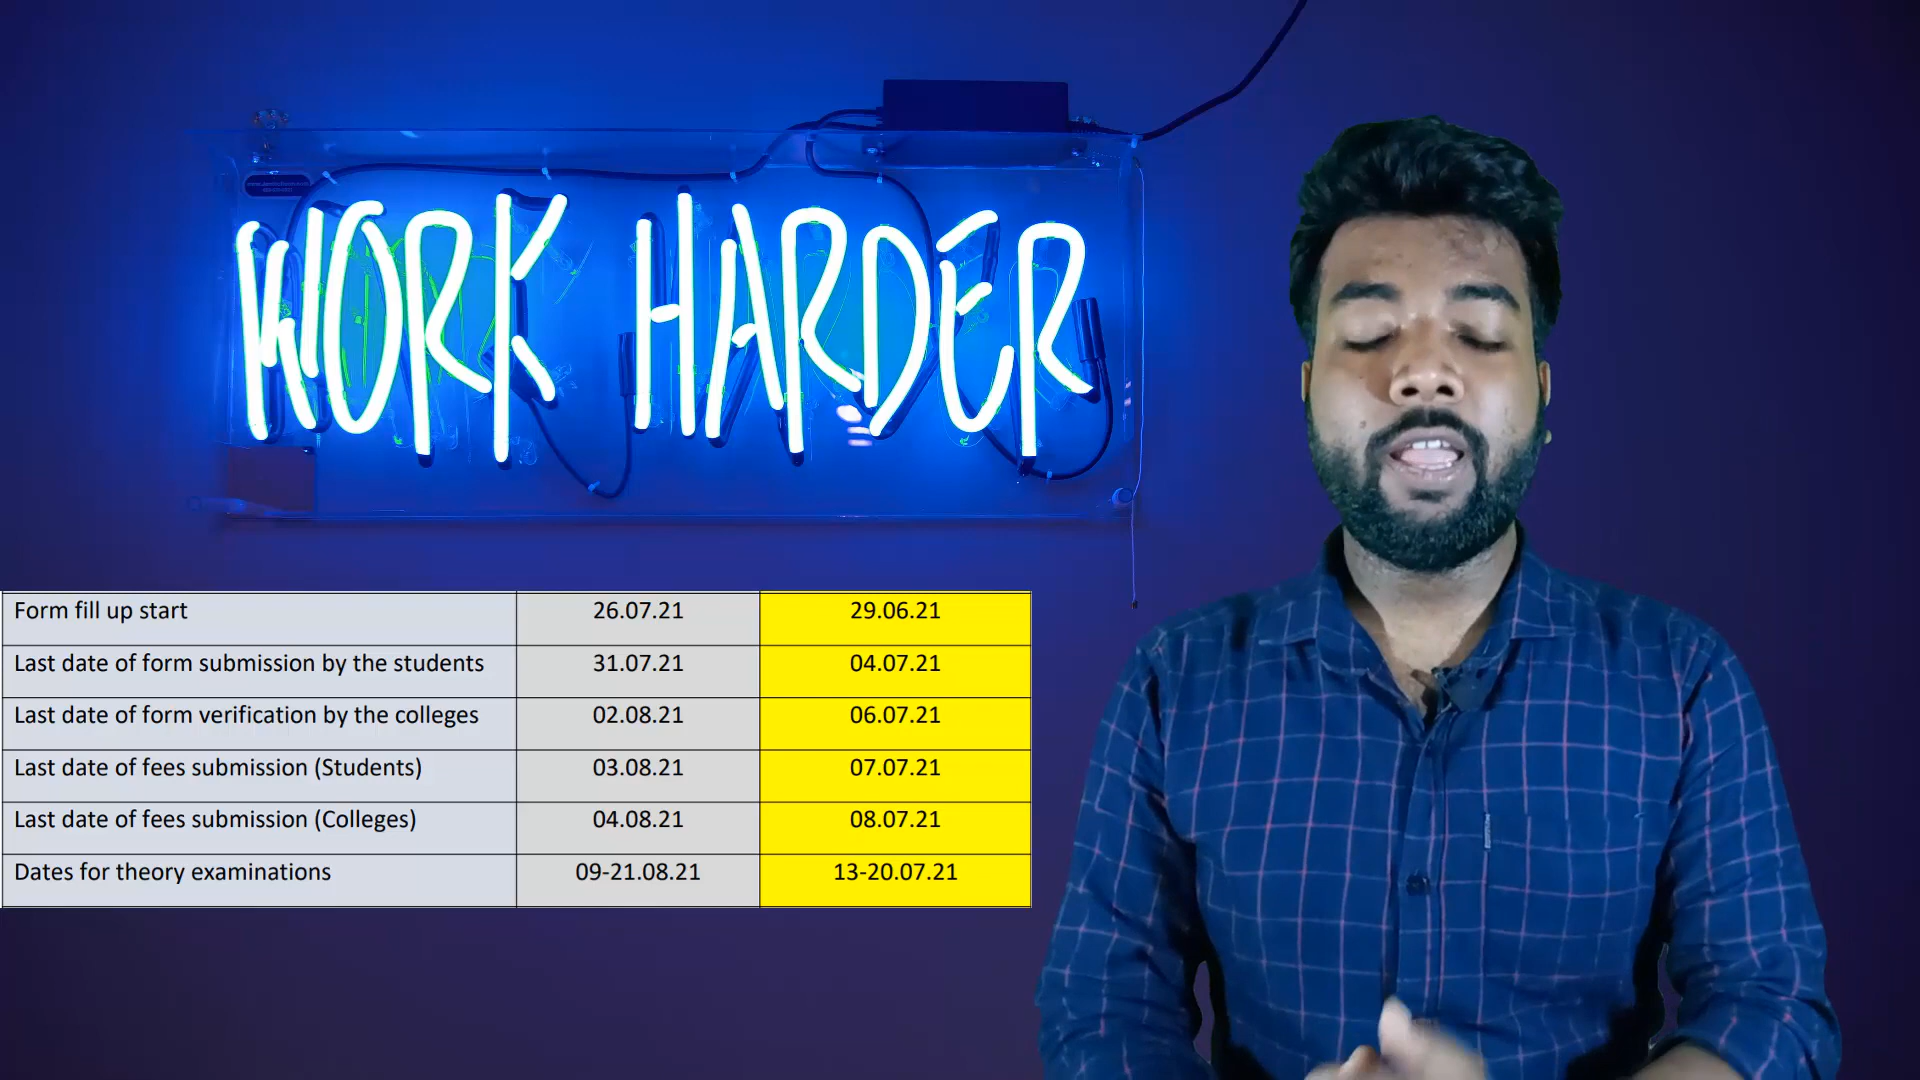 WORK HARDER
Form fill up start 26.07.21 29.06.21
Last date of form submission by the students 31.07.21 04.07.21
Last date of form verification by the colleges 02.08.21 06.07.21
Last date of fees submission (Students) 03.08.21 07.07.21
Last date of fees submission (Colleges) 04.08.21 08.07.21
Dates for theory examinations 09-21.08.21 13-20.07.21